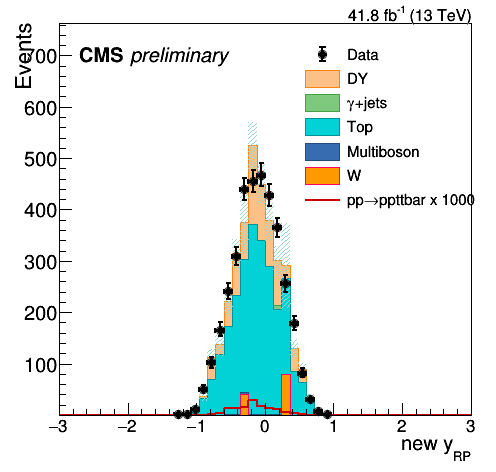 41.8 fb⁻¹ (13 TeV)
Events
CMS preliminary
Data
DY
γ+jets
Top
Multiboson
W
pp→ppttbar x 1000
700
600
500
400
300
200
100
−3 −2 −1 0 1 2 3
new y_RP